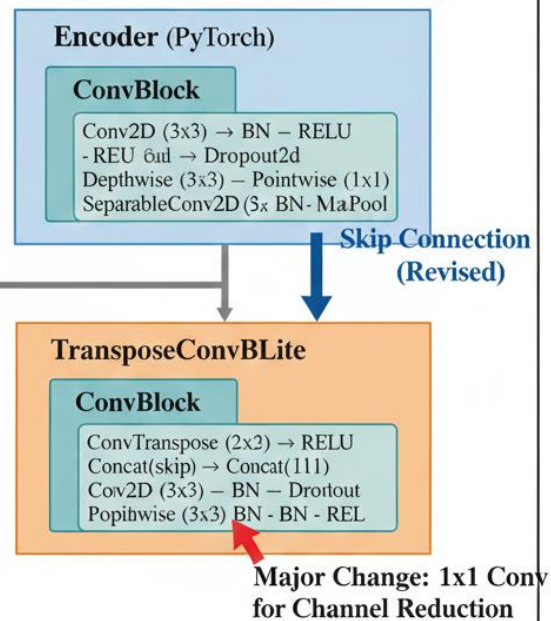 Encoder (PyTorch)
ConvBlock
Conv2D (3x3) → BN – RELU
- REU → Dropout2d
Depthwise (3x3) – Pointwise (1x1)
SeparableConv2D (3x BN - MaPool
Skip Connection
(Revised)
TransposeConvBLite
ConvBlock
ConvTranspose (2x2) → RELU
Concat(skip) → Concat(111)
Cov2D (3x3) – BN – Drortout
Popithwise (3x3) BN - BN - REL
Major Change: 1x1 Conv
for Channel Reduction